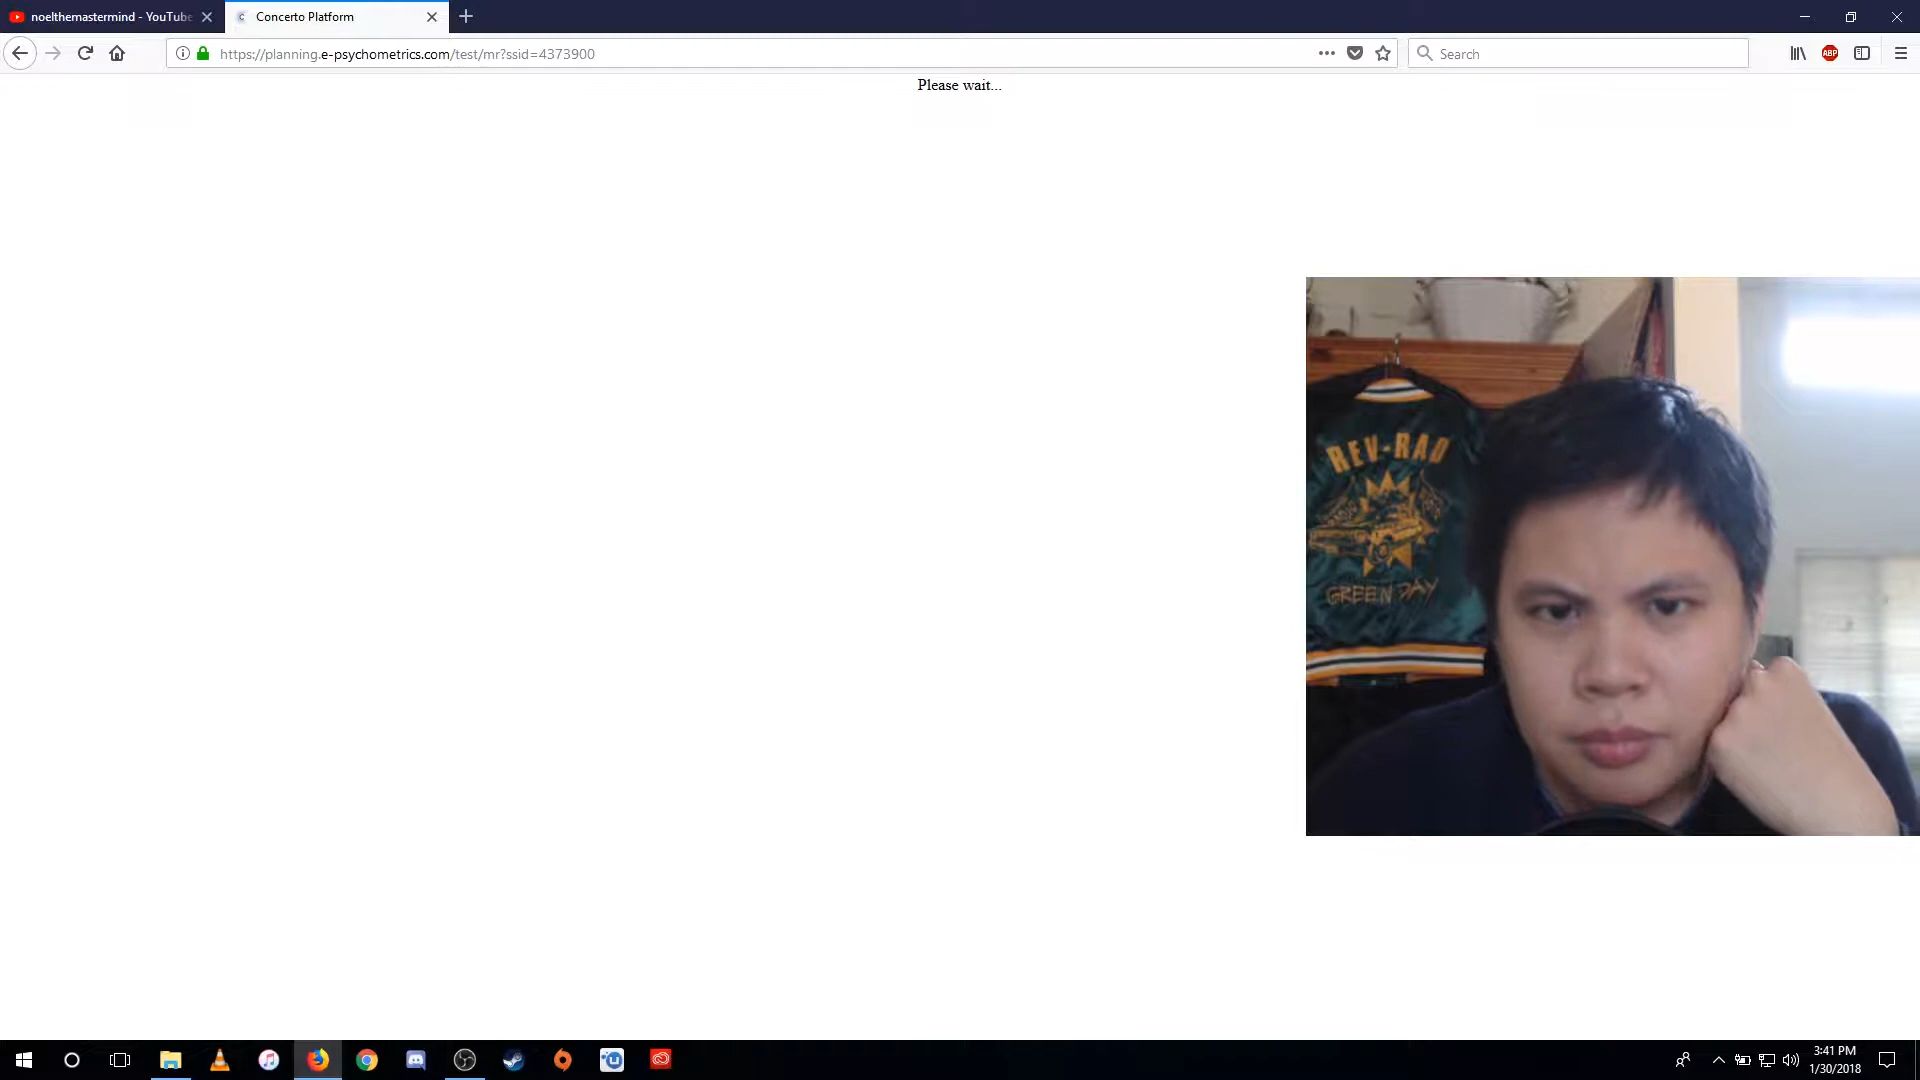 noelthemastermind - YouTube
Concerto Platform
https://planning.e-psychometrics.com/test/mr?ssid=4373900
Search
ABP
Please wait...
REV-RAD
GREEN DAY
3:41 PM
1/30/2018